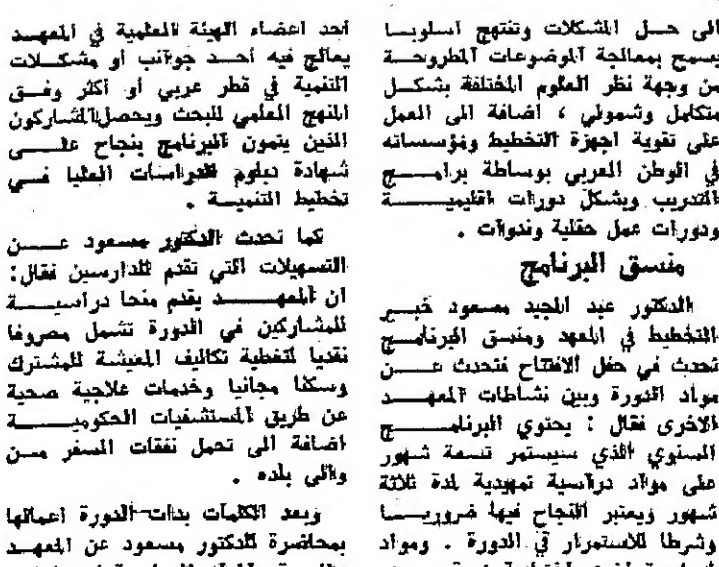 الى حل المشكلات وتنتهج اسلوبا
يسمح بمعالجة الموضوعات المطروحة
من وجهة نظر العلوم المختلفة بشكل
متكامل وشمولي ، اضافة الى العمل
على تقوية اجهزة التخطيط ومؤسساته
في الوطن العربي بوساطة برامج
التدريب وبشكل دورات اقليمية
ودورات عمل حقلية وندوات .
منسق البرنامج
الدكتور عبد المجيد مسعود خبير
التخطيط في المعهد ومنسق البرنامج
تحدث في حفل الافتتاح فتحدث عن
مواد الدورة وبين نشاطات المعهد
الاخرى فقال : يحتوي البرنامج
السنوي الذي سيستمر تسعة شهور
على مواد دراسية تمهيدية لمدة ثلاثة
شهور ويعتبر النجاح فيها ضروريا
وشرطا للاستمرار في الدورة . ومواد
أحد اعضاء الهيئة العلمية في المعهد
يعالج فيه أحد جوانب أو مشكلات
التنمية في قطر عربي أو أكثر وفق
المنهج العلمي للبحث ويحصل المشاركون
الذين يتمون البرنامج بنجاح على
شهادة دبلوم الدراسات العليا في
تخطيط التنمية .
كما تحدث الدكتور مسعود عن
التسهيلات التي تقدم للدارسين فقال:
ان المعهد يقدم منحا دراسية
للمشاركين في الدورة تشمل مصروفا
نقديا لتغطية تكاليف المعيشة للمشترك
وسكنا مجانيا وخدمات علاجية صحية
عن طريق المستشفيات الحكومية
اضافة الى تحمل نفقات السفر من
والى بلده .
وبعد الكلمات بدات الدورة اعمالها
بمحاضرة للدكتور مسعود عن المعهد